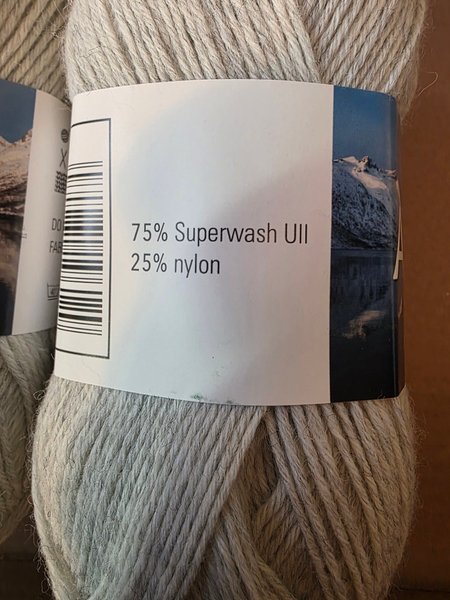 75% Superwash Ull
25% nylon